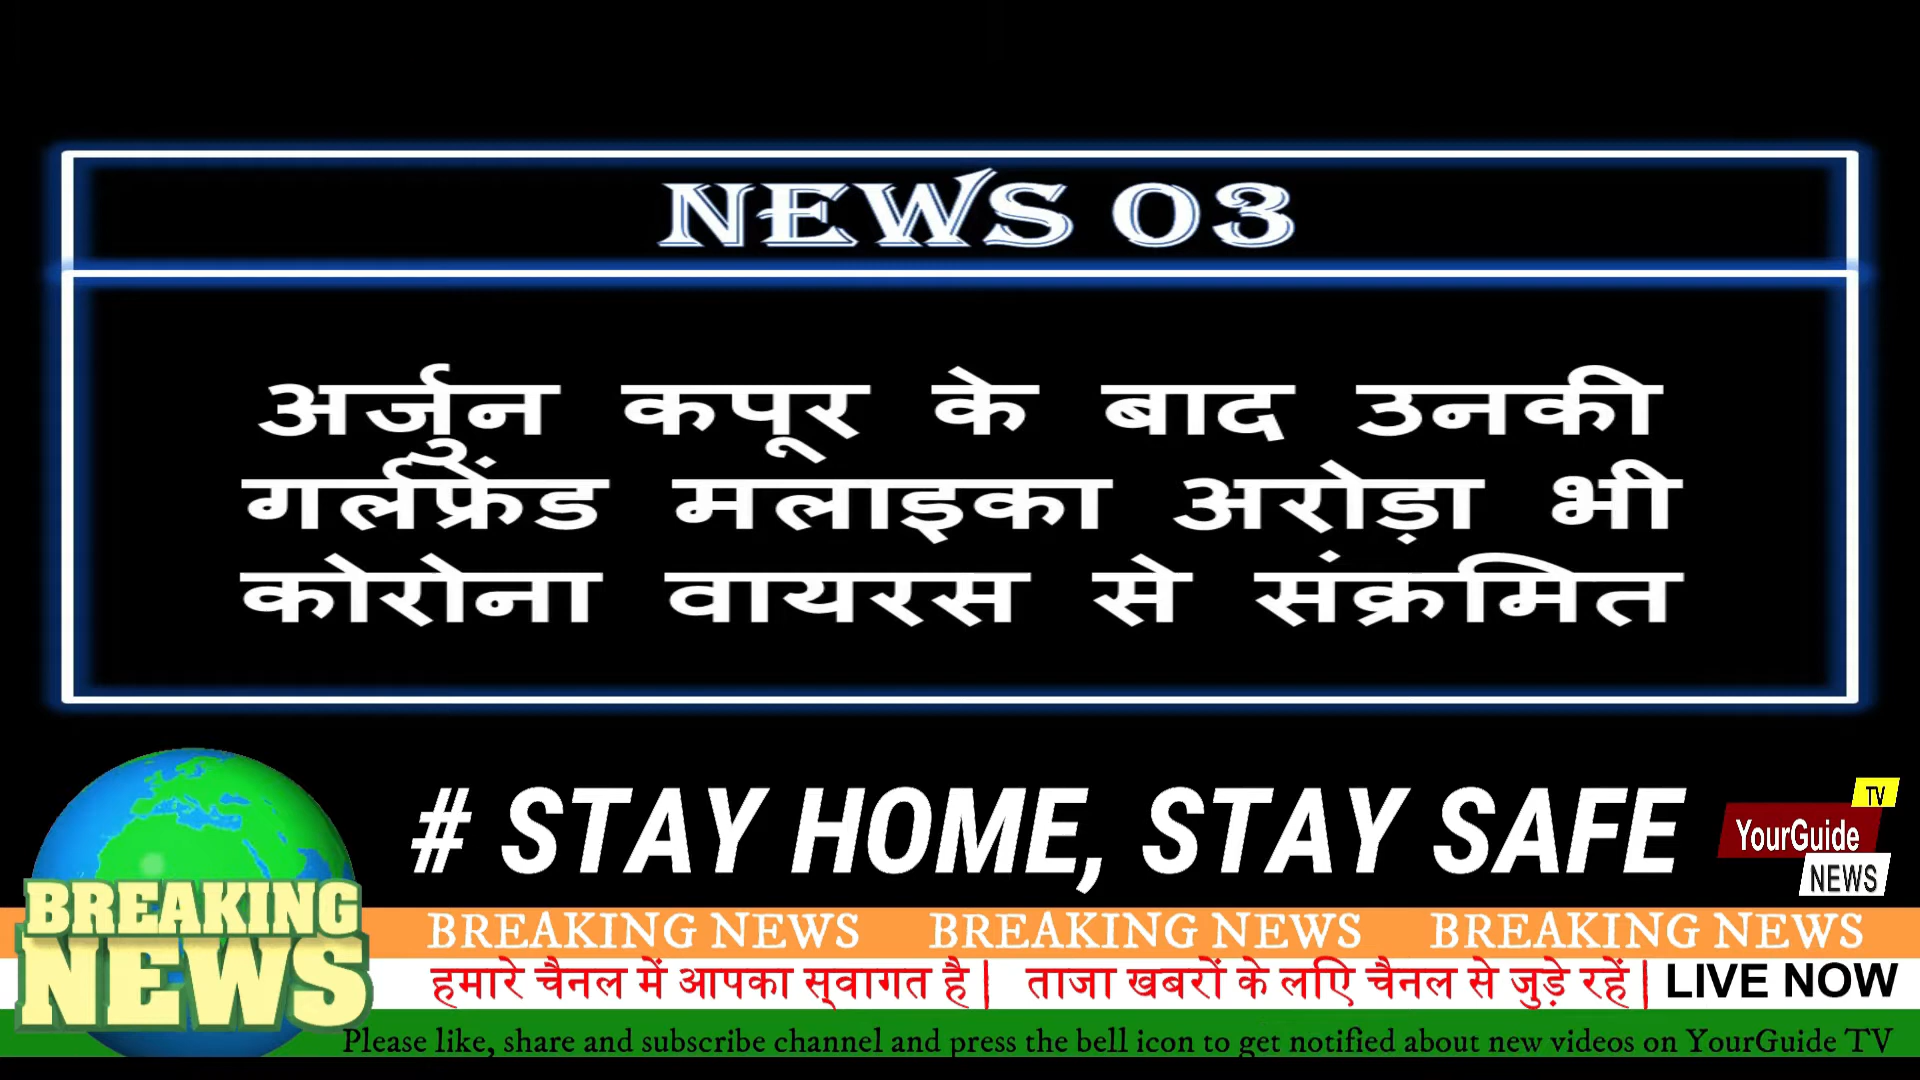 NEWS 03
अर्जुन कपूर के बाद उनकी
गर्लफ्रेंड मलाइका अरोड़ा भी
कोरोना वायरस से संक्रमित
# STAY HOME, STAY SAFE
TV
YourGuide
NEWS
BREAKING
NEWS
BREAKING NEWS BREAKING NEWS BREAKING NEWS
हमारे चैनल में आपका स्वागत है| ताजा खबरों के लिए चैनल से जुड़े रहें| LIVE NOW
Please like, share and subscribe channel and press the bell icon to get notified about new videos on YourGuide TV